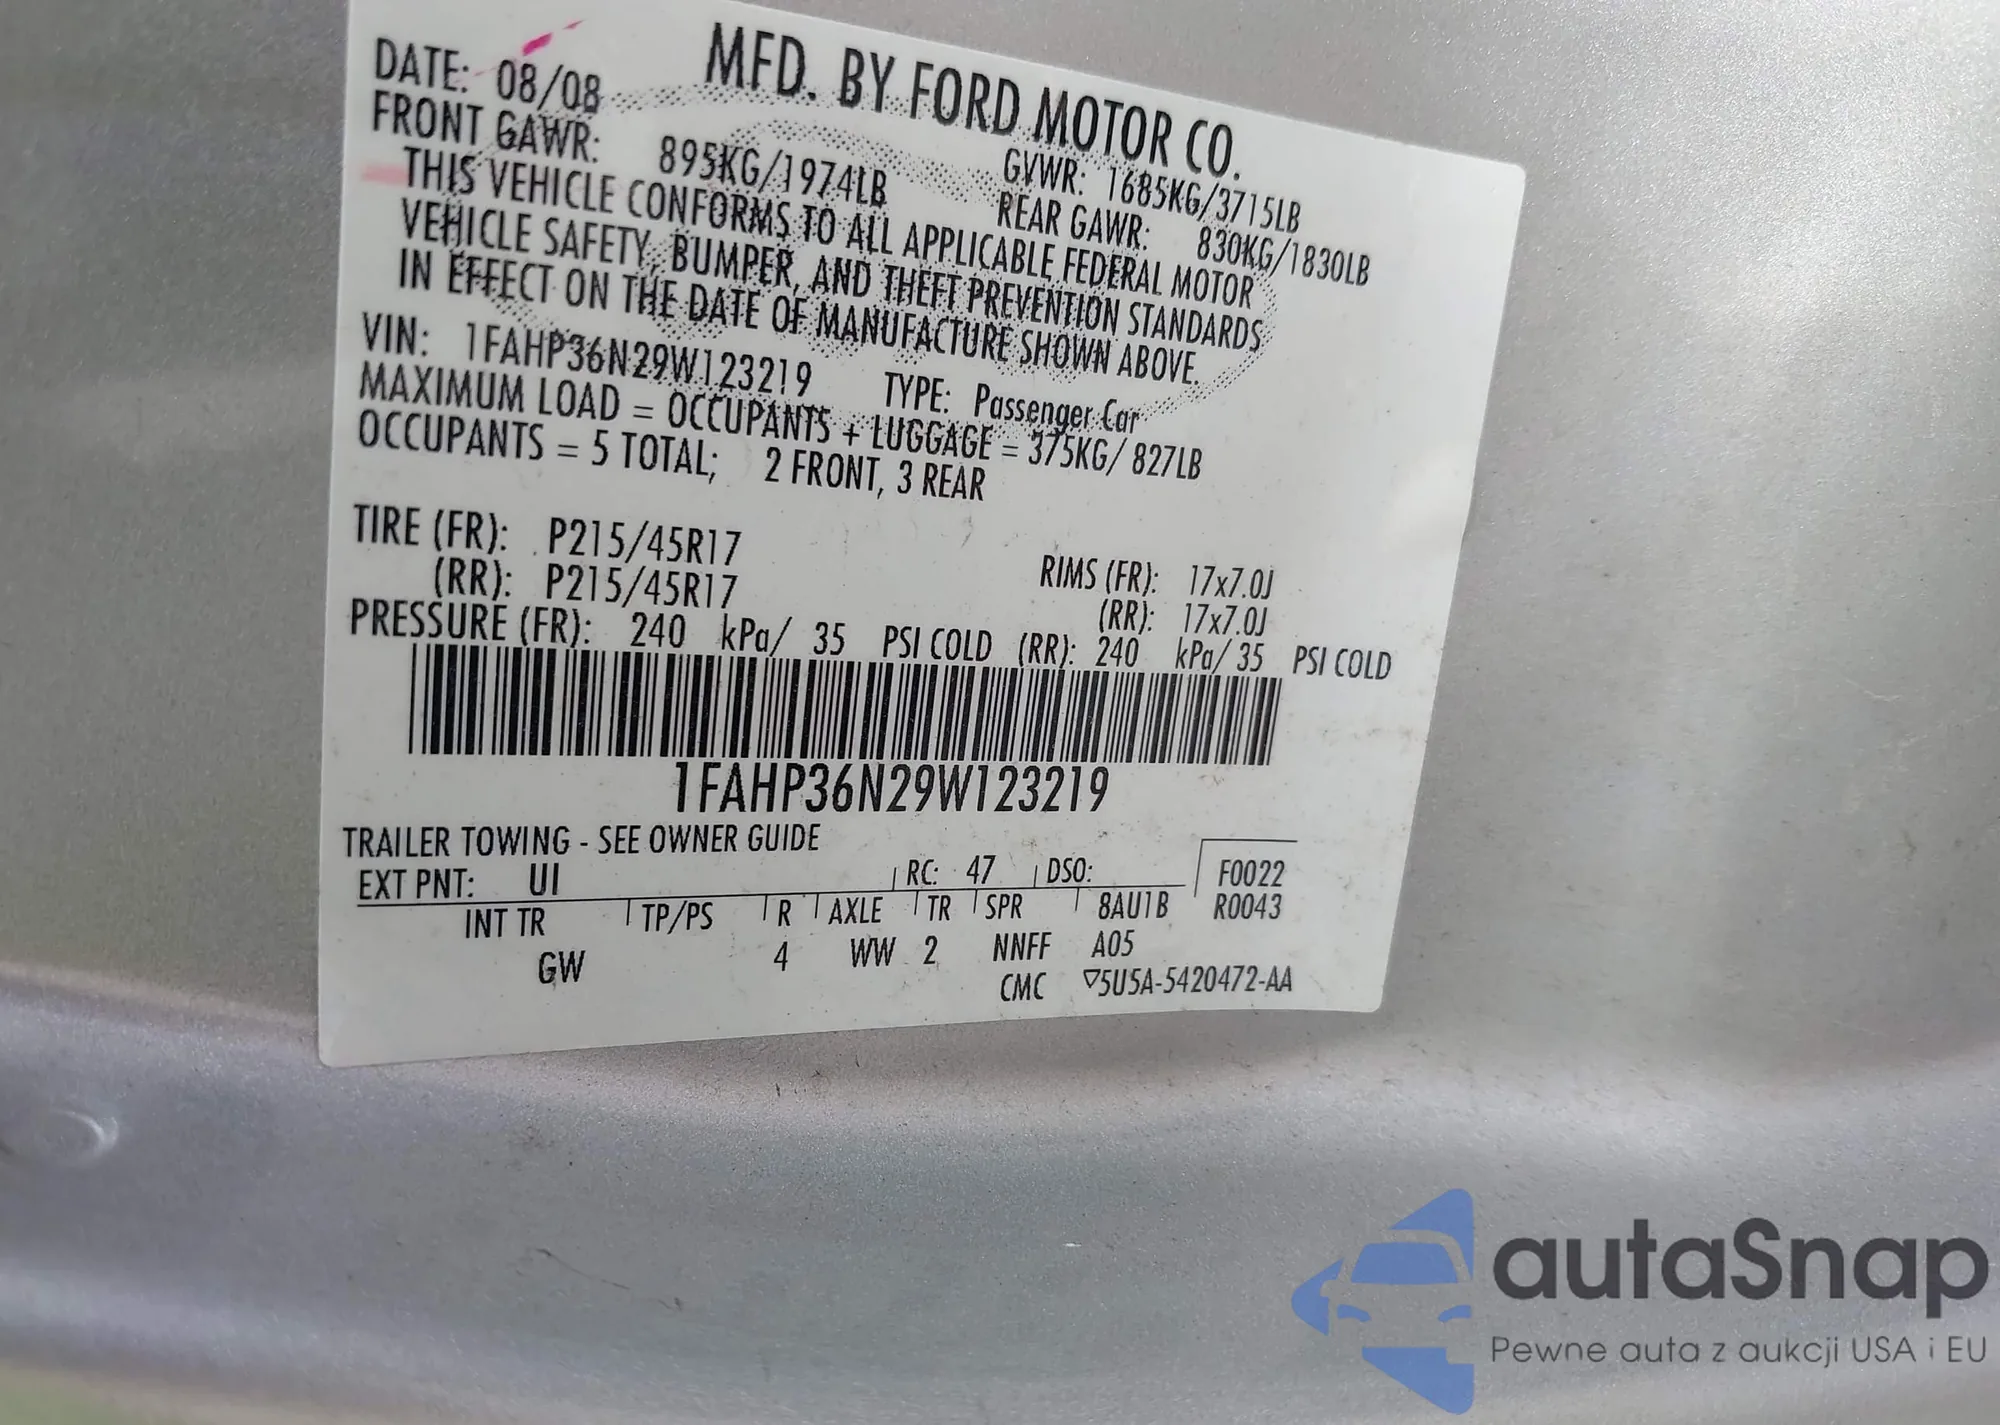 MFD. BY FORD MOTOR CO.
DATE: 08/08 GVWR: 1685KG/3715LB
FRONT GAWR: 895KG/1974LB REAR GAWR: 830KG/1830LB
THIS VEHICLE CONFORMS TO ALL APPLICABLE FEDERAL MOTOR
VEHICLE SAFETY, BUMPER, AND THEFT PREVENTION STANDARDS
IN EFFECT ON THE DATE OF MANUFACTURE SHOWN ABOVE.
VIN: 1FAHP36N29W123219 TYPE: Passenger Car
MAXIMUM LOAD = OCCUPANTS + LUGGAGE = 375KG/ 827LB
OCCUPANTS = 5 TOTAL; 2 FRONT, 3 REAR
TIRE (FR): P215/45R17 RIMS (FR): 17x7.0J
(RR): P215/45R17 (RR): 17x7.0J
PRESSURE (FR): 240 kPa/ 35 PSI COLD (RR): 240 kPa/ 35 PSI COLD
1FAHP36N29W123219
TRAILER TOWING - SEE OWNER GUIDE
EXT PNT: UI RC: 47 DSO: F0022
INT TR TP/PS R AXLE TR SPR 8AU1B R0043
GW 4 WW 2 NNFF A05
CMC ▽5U5A-5420472-AA
autaSnap
Pewne auta z aukcji USA i EU